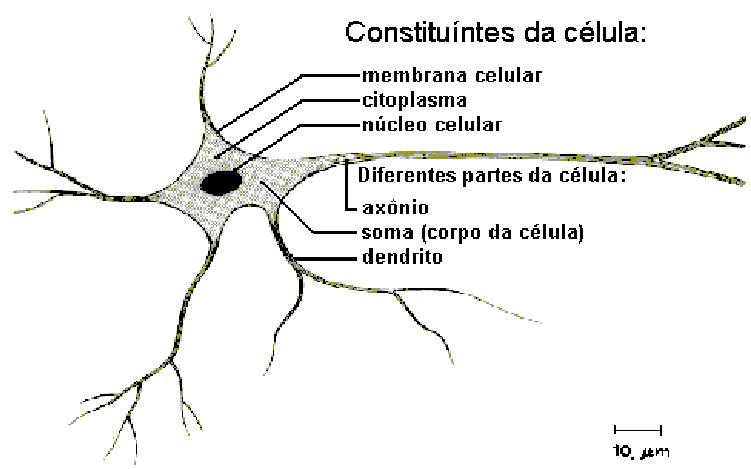 Constituíntes da célula:
membrana celular
citoplasma
núcleo celular
Diferentes partes da célula:
axônio
soma (corpo da célula)
dendrito
10, µm